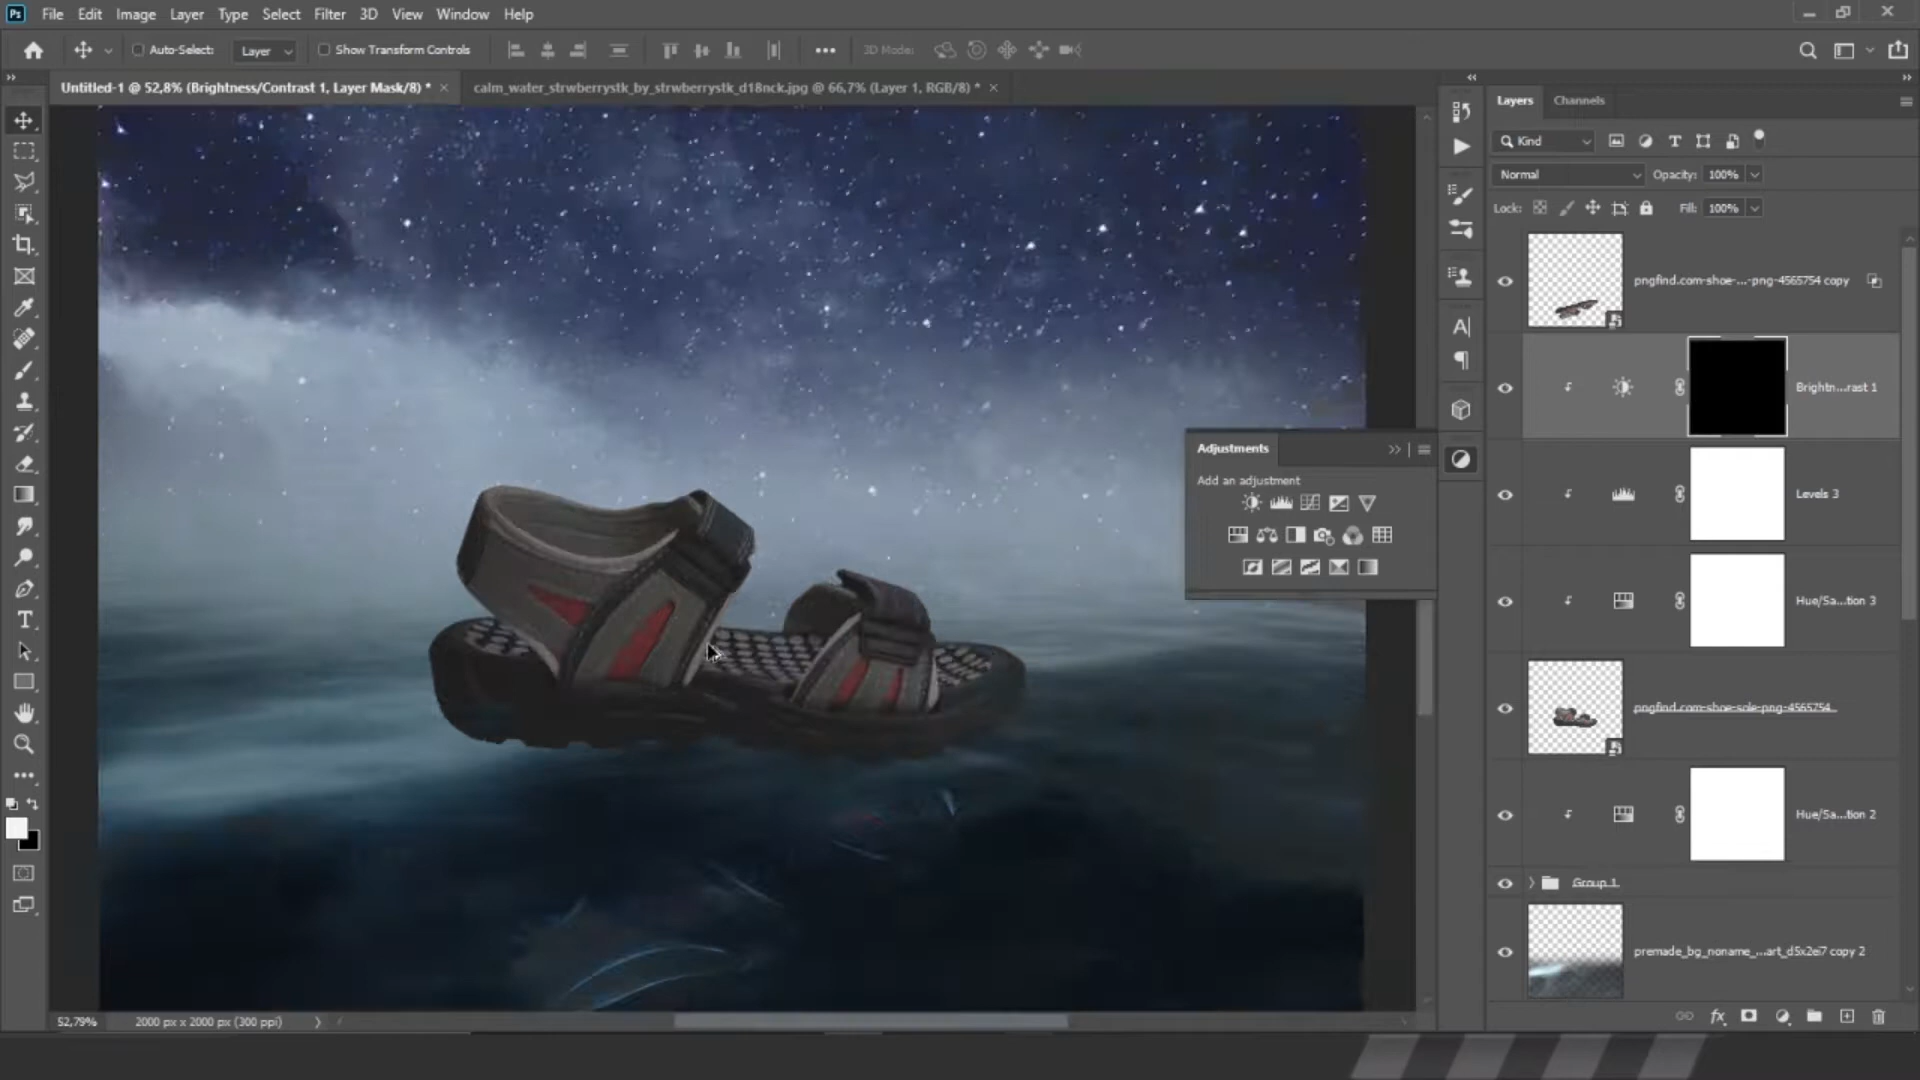 Ps File Edit Image Layer Type Select Filter 3D View Window Help
Auto-Select: Layer Show Transform Controls 3D Mode:
Untitled-1 @ 52,8% (Brightness/Contrast 1, Layer Mask/8) * calm_water_strwberrystk_by_strwberrystk_d18nck.jpg @ 66,7% (Layer 1, RGB/8) *
Layers Channels
Kind
Normal Opacity: 100%
Lock: Fill: 100%
pngfind.com-shoe-...-png-4565754 copy
Brightn...rast 1
Adjustments
Add an adjustment
Levels 3
Hue/Sa...tion 3
pngfind.com-shoe-sole-png-4565754
Hue/Sa...tion 2
Group 1
premade_bg_noname_...art_d5x2ei7 copy 2
52,79% 2000 px x 2000 px (300 ppi)